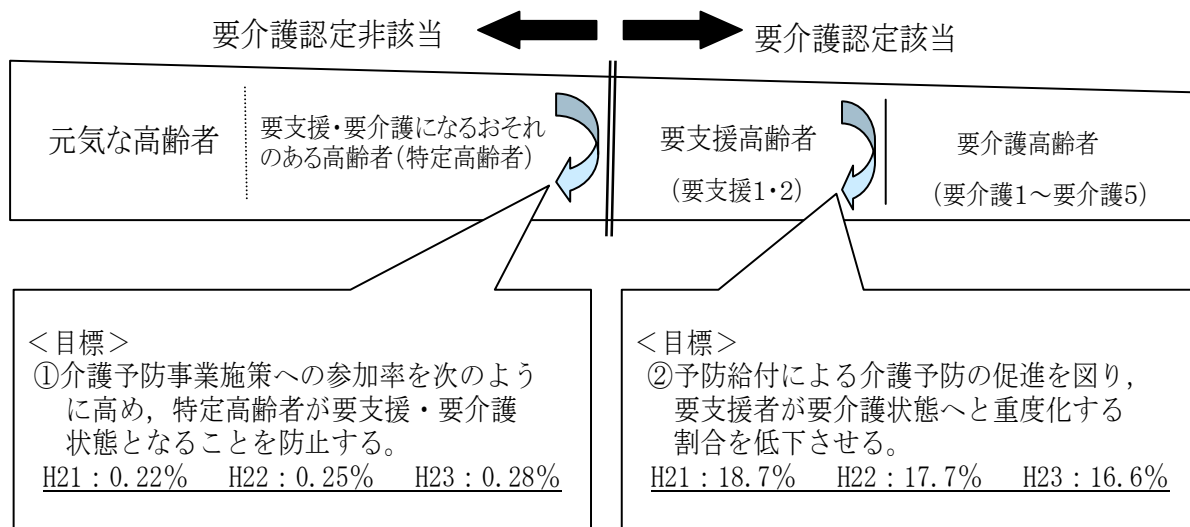 要介護認定非該当
要介護認定該当
元気な高齢者
要支援・要介護になるおそれ
のある高齢者(特定高齢者)
要支援高齢者
(要支援1・2)
要介護高齢者
(要介護1～要介護5)
＜目標＞
①介護予防事業施策への参加率を次のよう
に高め，特定高齢者が要支援・要介護
状態となることを防止する。
H21：0.22%　H22：0.25%　H23：0.28%
＜目標＞
②予防給付による介護予防の促進を図り，
要支援者が要介護状態へと重度化する
割合を低下させる。
H21：18.7%　H22：17.7%　H23：16.6%